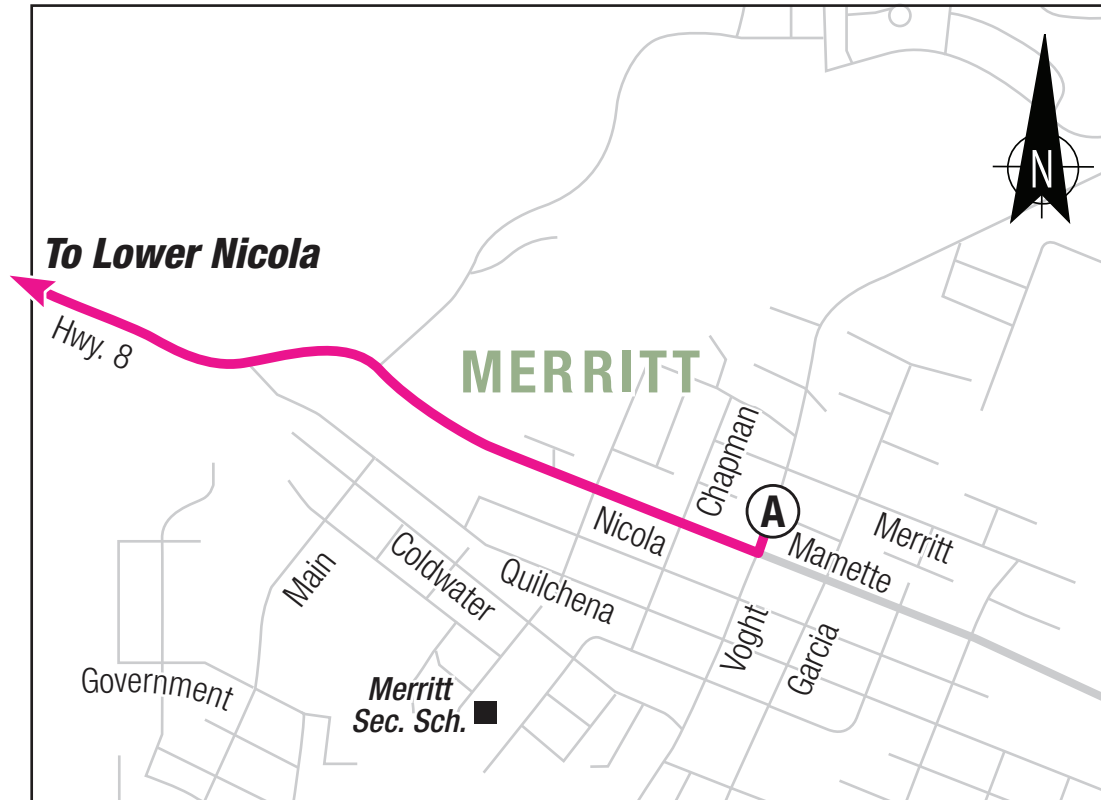 N
To Lower Nicola
Hwy. 8
MERRITT
Chapman
A
Nicola
Mamette
Merritt
Main
Coldwater
Quilchena
Voght
Garcia
Government
Merritt
Sec. Sch.